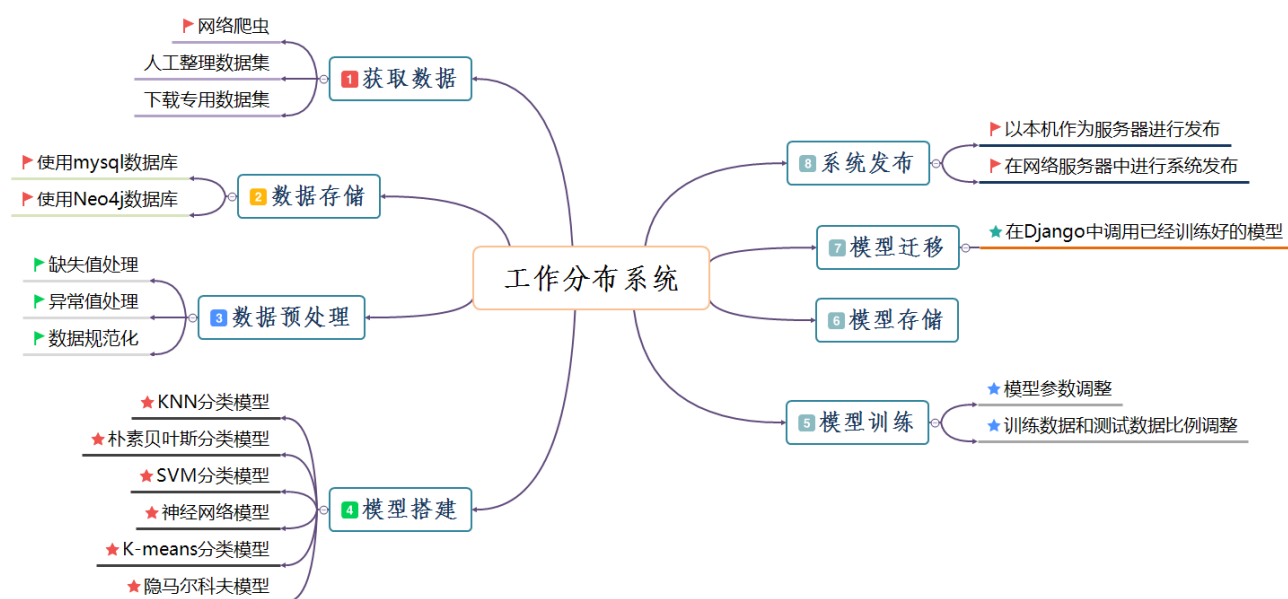 工作分布系统
1 获取数据
网络爬虫
人工整理数据集
下载专用数据集
2 数据存储
使用mysql数据库
使用Neo4j数据库
3 数据预处理
缺失值处理
异常值处理
数据规范化
4 模型搭建
KNN分类模型
朴素贝叶斯分类模型
SVM分类模型
神经网络模型
K-means分类模型
隐马尔科夫模型
5 模型训练
模型参数调整
训练数据和测试数据比例调整
6 模型存储
7 模型迁移
在Django中调用已经训练好的模型
8 系统发布
以本机作为服务器进行发布
在网络服务器中进行系统发布